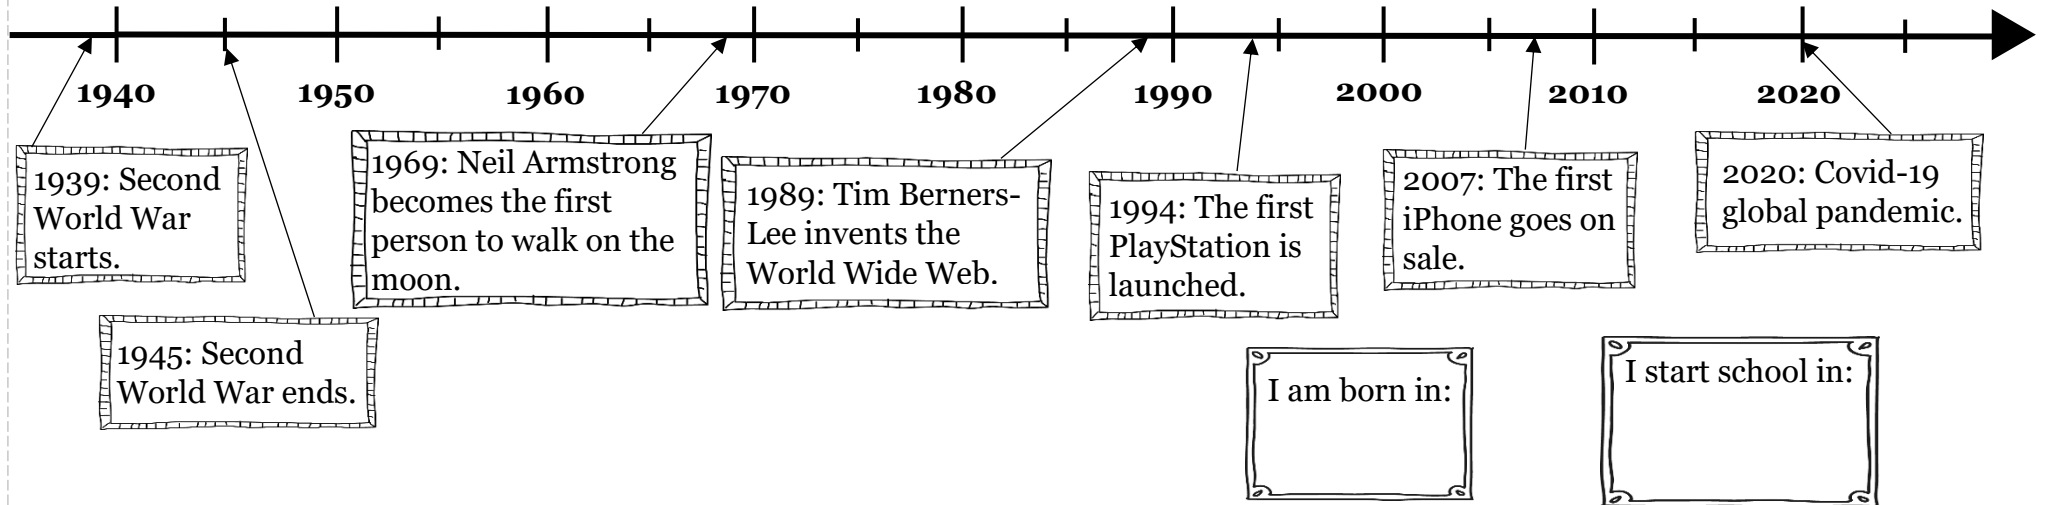 1940 1950 1960 1970 1980 1990 2000 2010 2020
1939: Second
World War
starts.
1945: Second
World War ends.
1969: Neil Armstrong
becomes the first
person to walk on the
moon.
1989: Tim Berners-
Lee invents the
World Wide Web.
1994: The first
PlayStation is
launched.
2007: The first
iPhone goes on
sale.
2020: Covid-19
global pandemic.
I am born in:
I start school in: